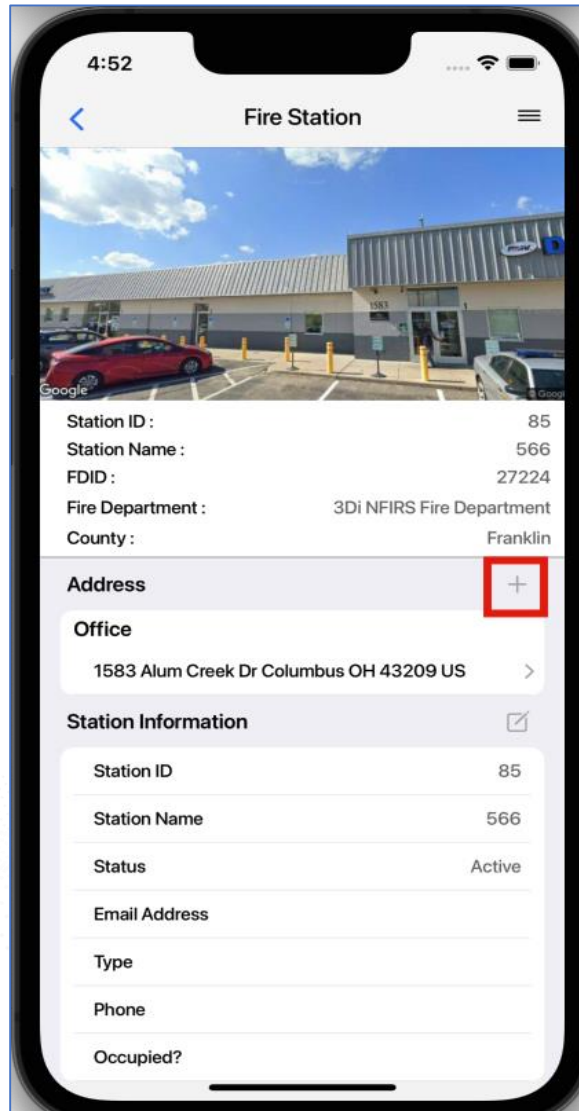 4:52
Fire Station
1583
Google
© Goog
Station ID : 85
Station Name : 566
FDID : 27224
Fire Department : 3Di NFIRS Fire Department
County : Franklin
Address
Office
1583 Alum Creek Dr Columbus OH 43209 US
Station Information
Station ID 85
Station Name 566
Status Active
Email Address
Type
Phone
Occupied?